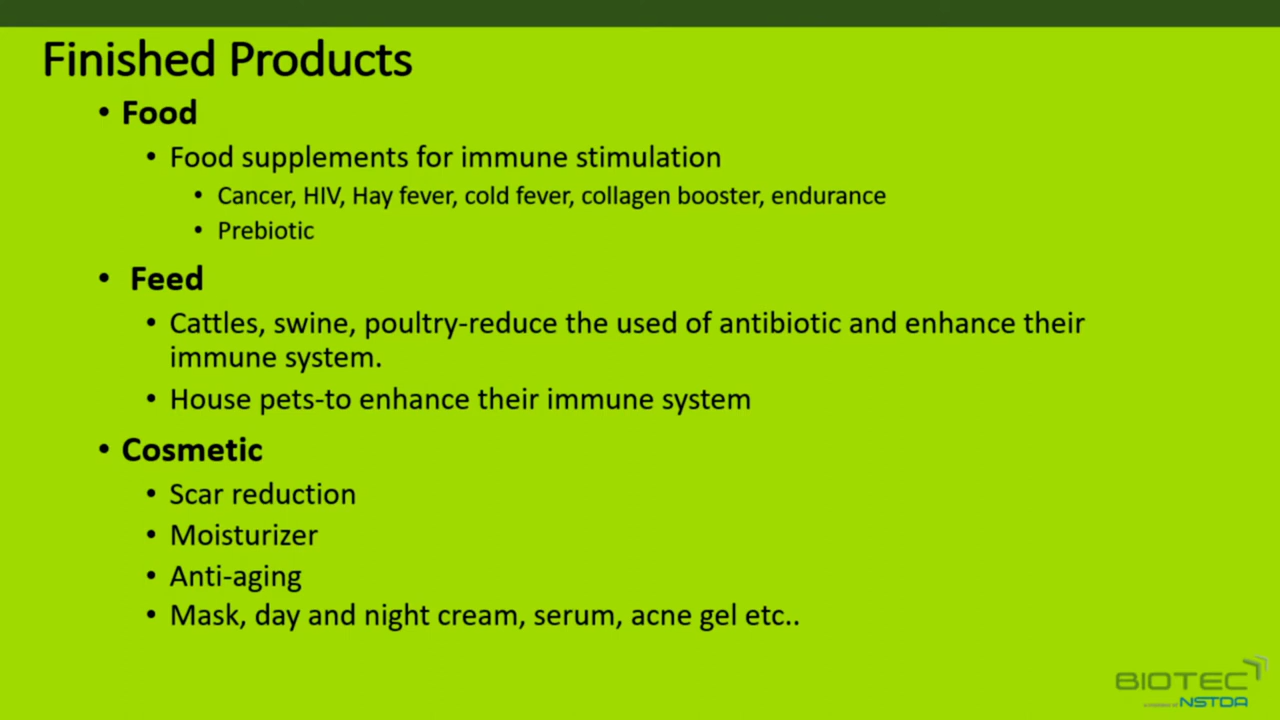 Finished Products
• Food
• Food supplements for immune stimulation
• Cancer, HIV, Hay fever, cold fever, collagen booster, endurance
• Prebiotic
• Feed
• Cattles, swine, poultry-reduce the used of antibiotic and enhance their
immune system.
• House pets-to enhance their immune system
• Cosmetic
• Scar reduction
• Moisturizer
• Anti-aging
• Mask, day and night cream, serum, acne gel etc..
BIOTEC
NSTDA